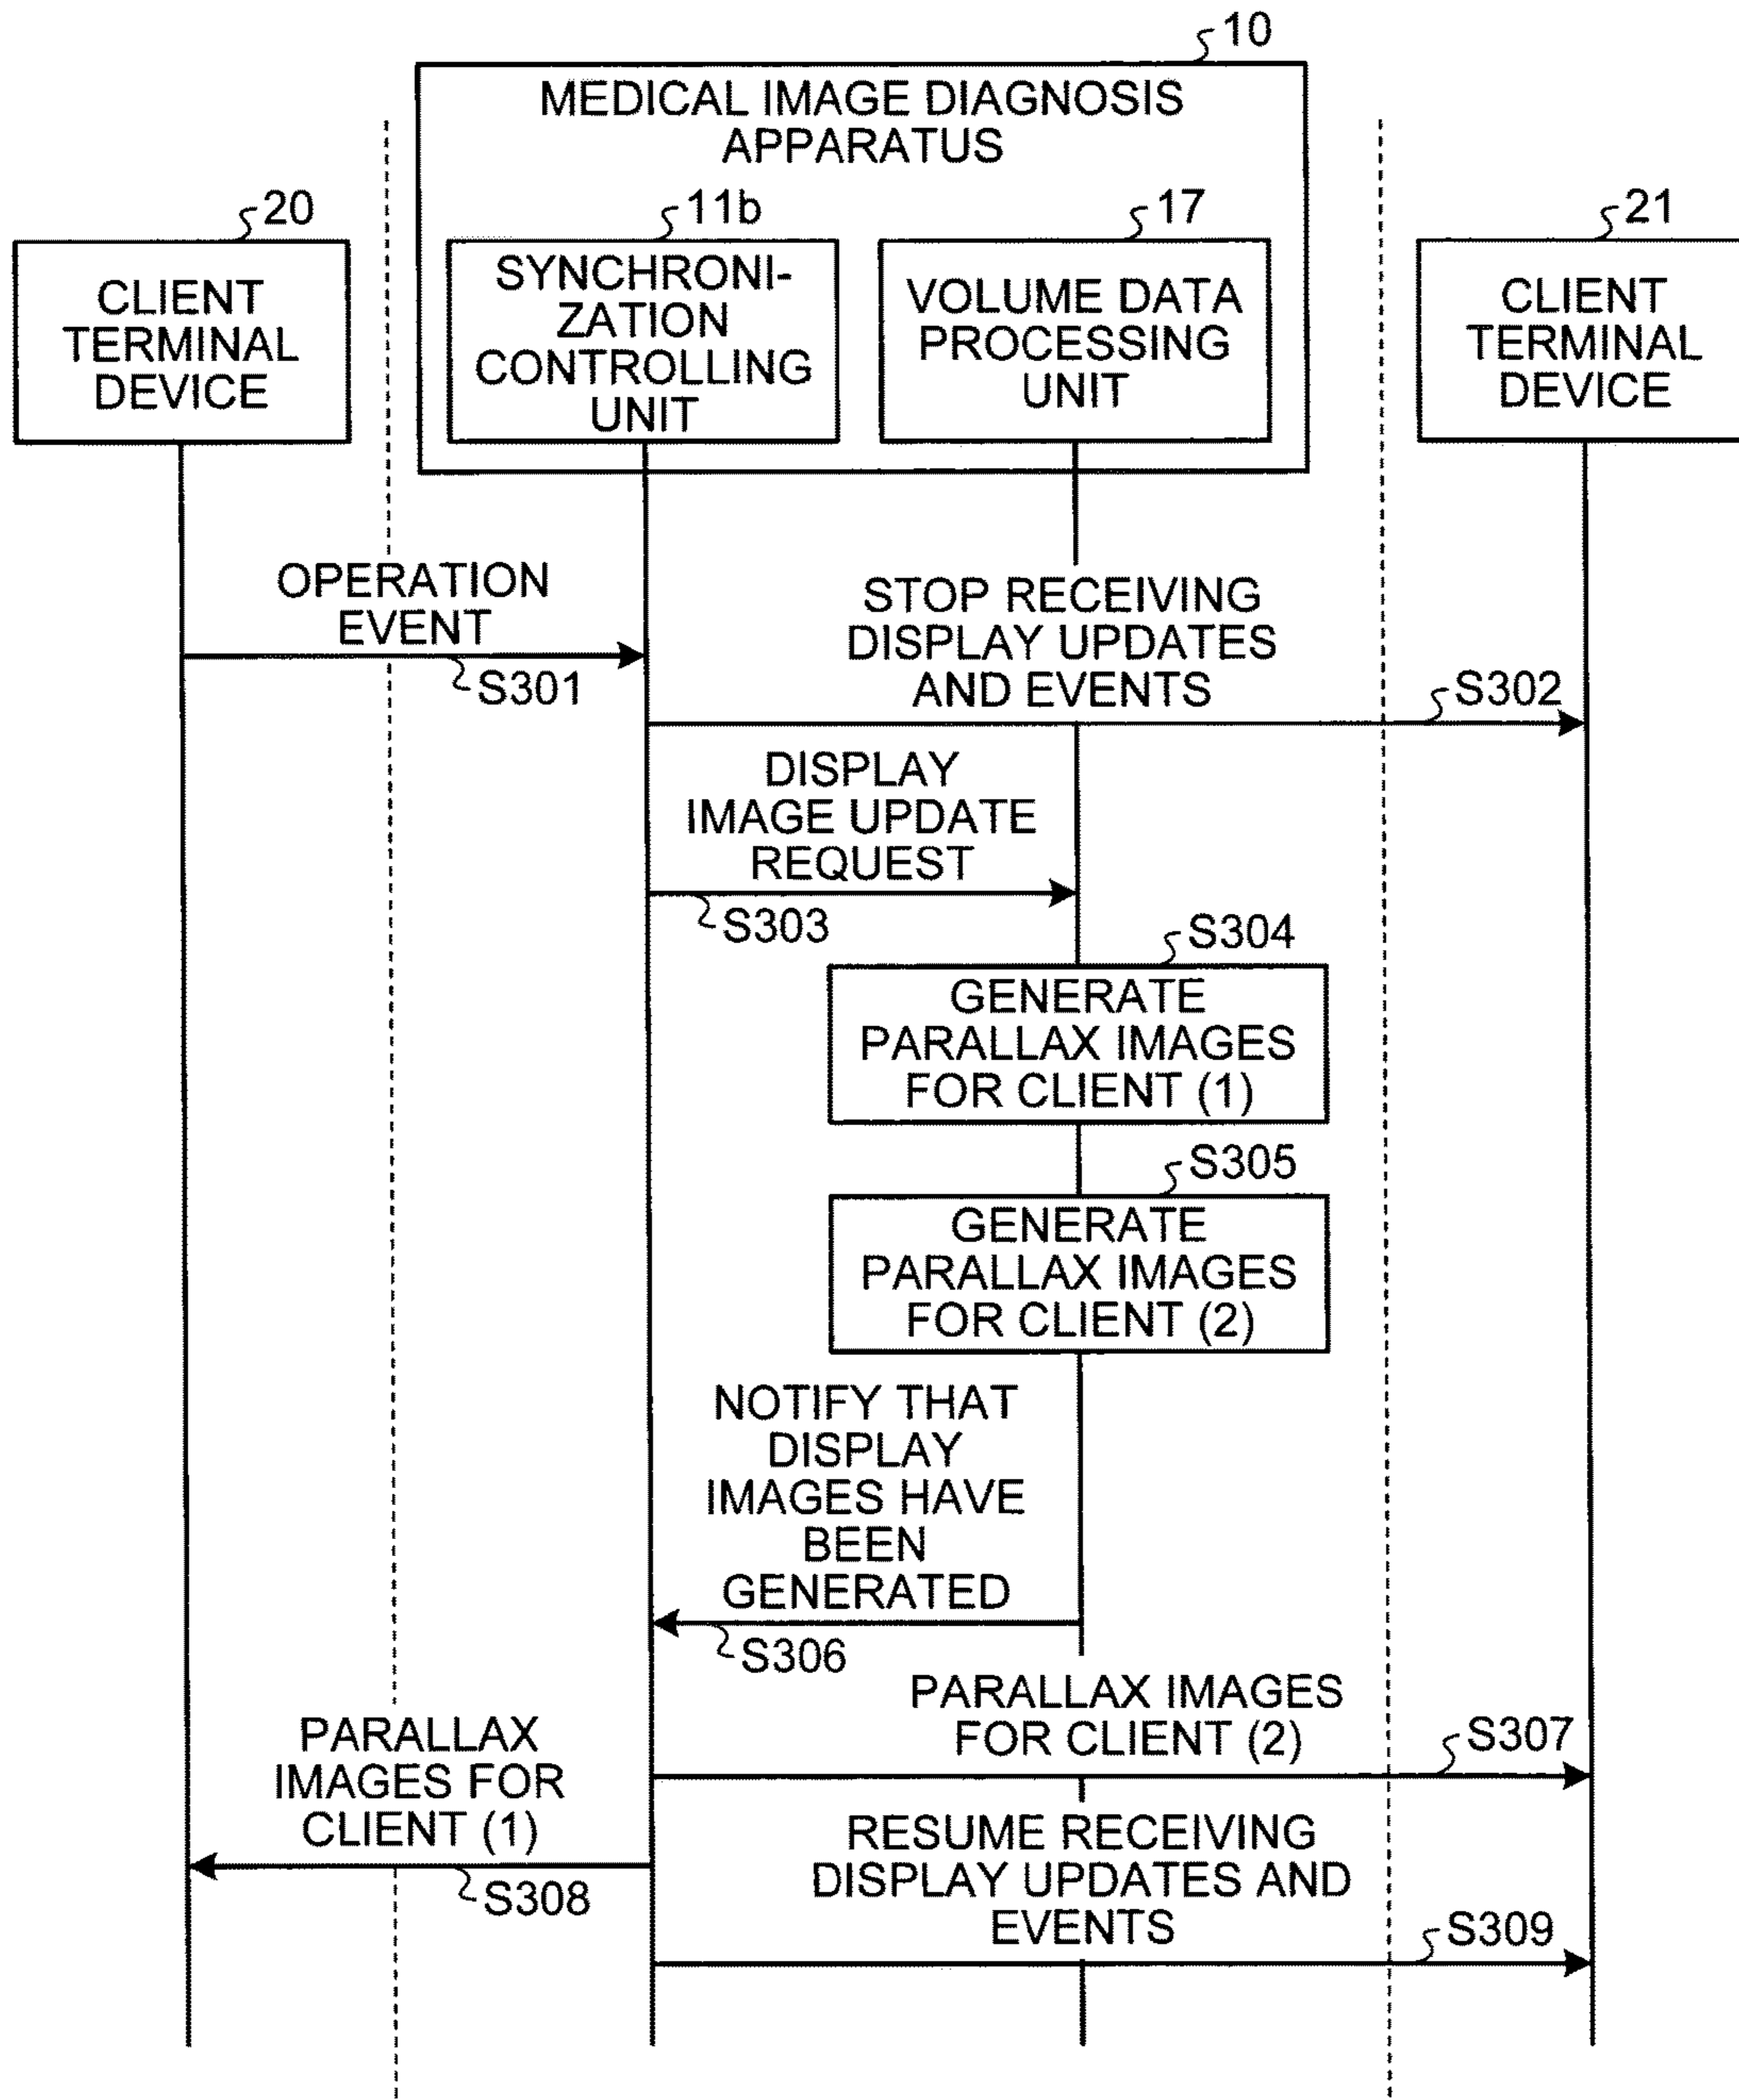 10
MEDICAL IMAGE DIAGNOSIS
APPARATUS
20
11b
17
21
CLIENT
TERMINAL
DEVICE
SYNCHRONI-
ZATION
CONTROLLING
UNIT
VOLUME DATA
PROCESSING
UNIT
CLIENT
TERMINAL
DEVICE
OPERATION
EVENT
S301
STOP RECEIVING
DISPLAY UPDATES
AND EVENTS
S302
DISPLAY
IMAGE UPDATE
REQUEST
S303
S304
GENERATE
PARALLAX IMAGES
FOR CLIENT (1)
S305
GENERATE
PARALLAX IMAGES
FOR CLIENT (2)
NOTIFY THAT
DISPLAY
IMAGES HAVE
BEEN
GENERATED
S306
PARALLAX IMAGES
FOR CLIENT (2)
S307
PARALLAX
IMAGES FOR
CLIENT (1)
S308
RESUME RECEIVING
DISPLAY UPDATES AND
EVENTS
S309